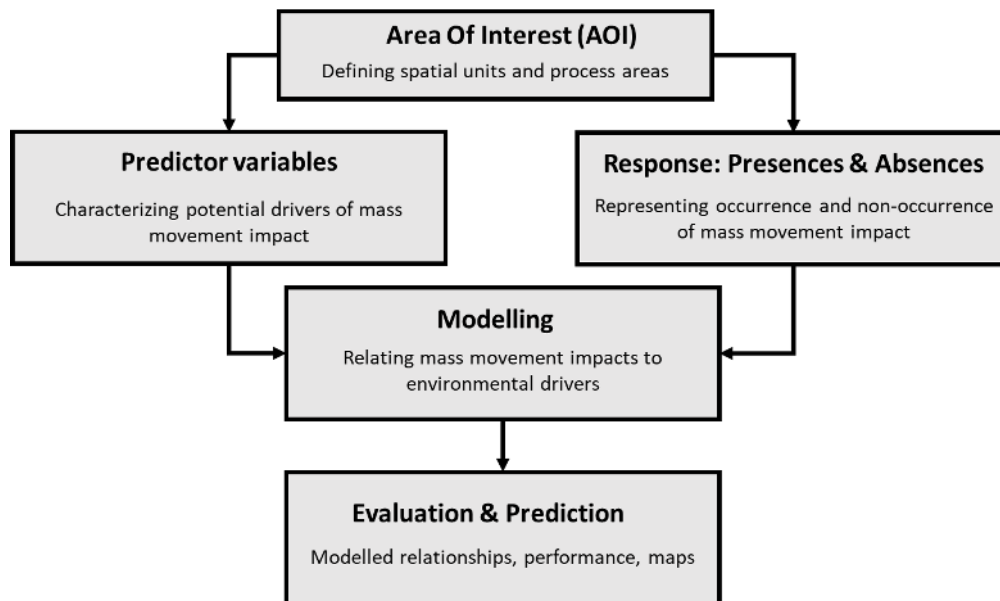 Area Of Interest (AOI)
Defining spatial units and process areas
Predictor variables
Characterizing potential drivers of mass
movement impact
Response: Presences & Absences
Representing occurrence and non-occurrence
of mass movement impact
Modelling
Relating mass movement impacts to
environmental drivers
Evaluation & Prediction
Modelled relationships, performance, maps